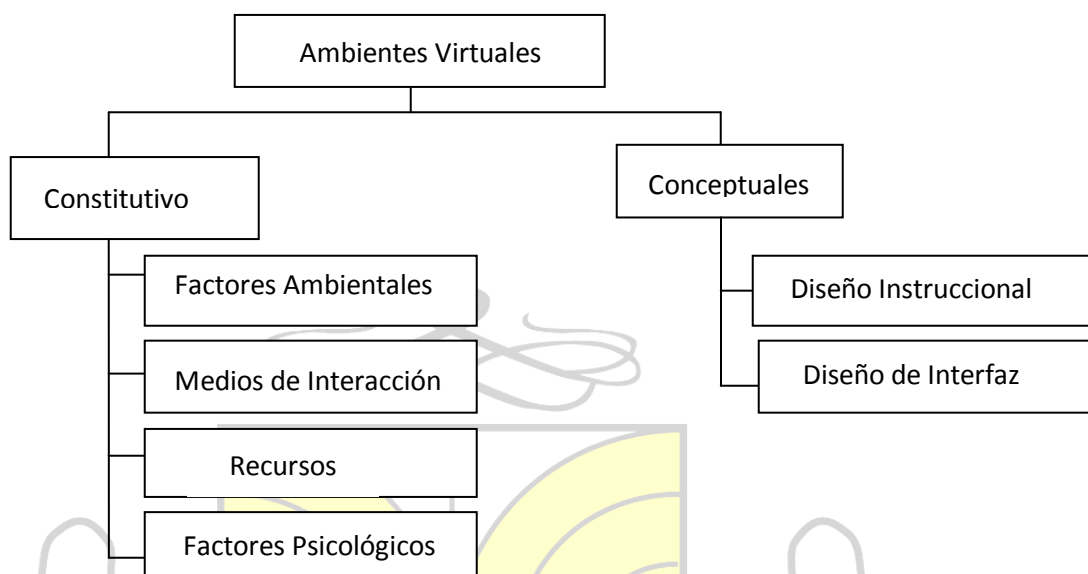 Ambientes Virtuales
Constitutivo
Conceptuales
Factores Ambientales
Diseño Instruccional
Medios de Interacción
Diseño de Interfaz
Recursos
Factores Psicológicos